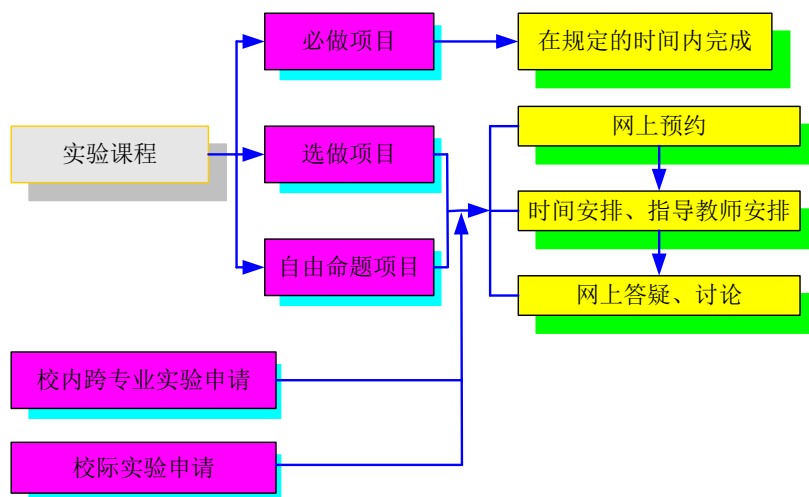 必做项目
在规定的时间内完成
实验课程
选做项目
网上预约
时间安排、指导教师安排
自由命题项目
网上答疑、讨论
校内跨专业实验申请
校际实验申请